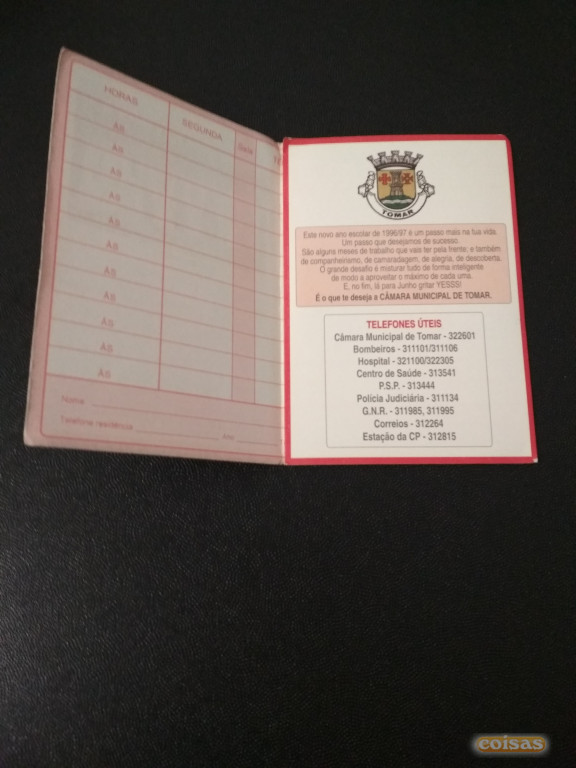 HORAS SEGUNDA Sala
ÀS
ÀS
ÀS
ÀS
ÀS
ÀS
ÀS
ÀS
ÀS
ÀS
Nome
Telefone residência Ano
TOMAR
Este novo ano escolar de 1996/97 é um passo mais na tua vida.
Um passo que desejamos de sucesso.
São alguns meses de trabalho que vais ter pela frente; e também
de companheirismo, de camaradagem, de alegria, de descoberta.
O grande desafio é misturar tudo de forma inteligente
de modo a aproveitar o máximo de cada uma.
E, no fim, lá para Junho gritar YESSS!
É o que te deseja a CÂMARA MUNICIPAL DE TOMAR.
TELEFONES ÚTEIS
Câmara Municipal de Tomar - 322601
Bombeiros - 311101/311106
Hospital - 321100/322305
Centro de Saúde - 313541
P.S.P. - 313444
Polícia Judiciária - 311134
G.N.R. - 311985, 311995
Correios - 312264
Estação da CP - 312815
coisas